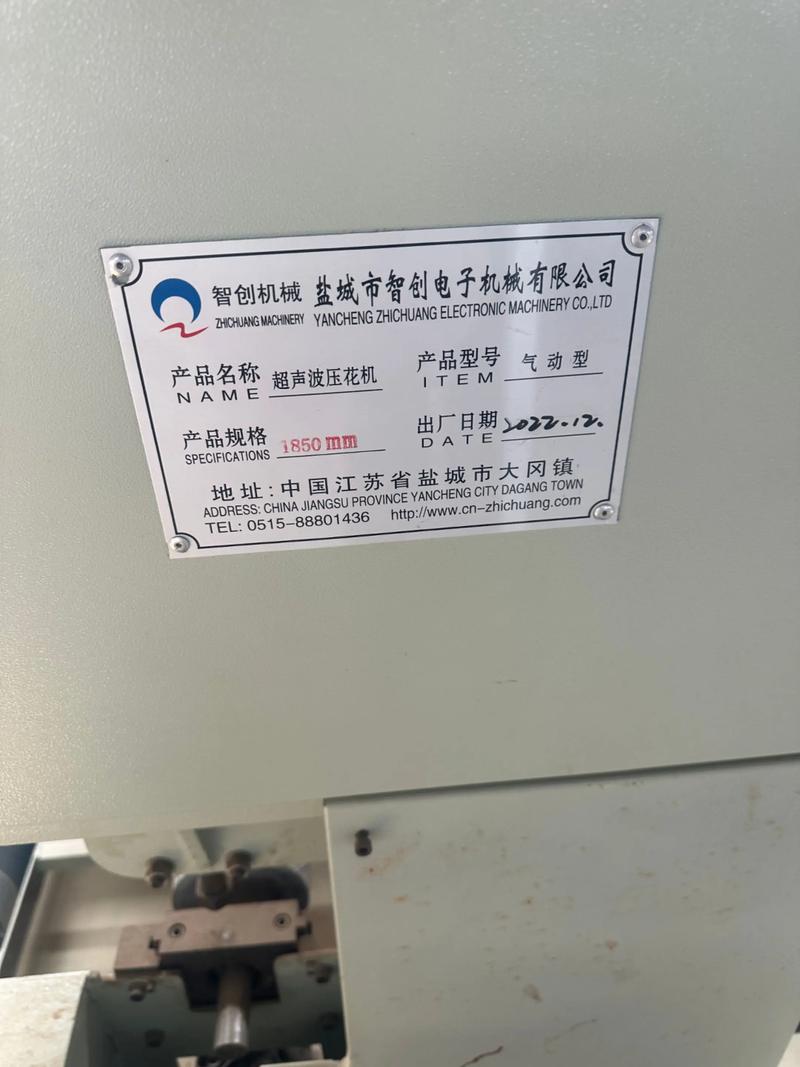 智创机械 盐城市智创电子机械有限公司
ZHICHUANG MACHINERY YANCHENG ZHICHUANG ELECTRONIC MACHINERY CO.,LTD
产品名称 超声波压花机 产品型号 气动型
NAME ITEM
产品规格 1850mm 出厂日期 2022.12.
SPECIFICATIONS DATE
地址:中国江苏省盐城市大冈镇
ADDRESS: CHINA JIANGSU PROVINCE YANCHENG CITY DAGANG TOWN
TEL: 0515-88801436 http://www.cn-zhichuang.com